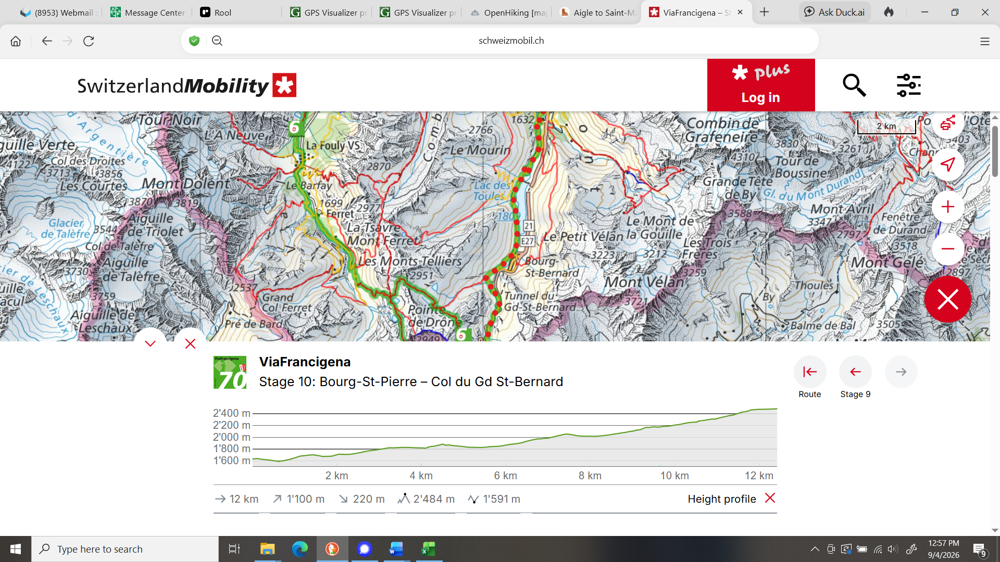 (8953) Webmail
Message Center
Rool
GPS Visualizer
GPS Visualizer
OpenHiking [ma
Aigle to Saint-M
ViaFrancigena – S
Ask Duck.ai
schweizmobil.ch
SwitzerlandMobility
plus
Log in
Tour Noir
d'Argentière
L'A Neuve
6
La Fouly VS
Comb
2766
1632
Le Mourin
Combin de
Grafeneire
3830
2 km
3403
guille Verte
4122
Col des Droites
3713
3856
Les Courtes
Mont Dolent
3870
3819
2870
Le Barfay
1699
2977
Ferret
Lac des
Toules
1809
4310
3261
Tour de
Boussine
Grande Tête
de By
Gl. du Mont Durand
Chan
Aiguille
de Triolet
Glacier
de Talèfre
3544
Col de Talèfre
La Tsavre
Mont Ferret
21
E27
Le Petit Vélan
Le Mont de
la Gouille
3588
Mont Avril
3347
Fenêtre
de Durand
2797
3518
Aiguille
de Talèfre
3730
3759
Les Monts-Telliers
2951
Bourg-
St-Bernard
3223
3212
Les Trois
Frères
3259
Mont Gelé
2897
2537
Grand
Col Ferret
Mont Vélan
3721
Thoules
By
Aiguille de
Leschaux
Pré de Bard
de Drôn
6
Tunnel du
Gd-St-Bernard
Balme de Bal
3505
ViaFrancigena
70
ViaFrancigena
Stage 10: Bourg-St-Pierre – Col du Gd St-Bernard
Route
Stage 9
2'400 m
2'200 m
2'000 m
1'800 m
1'600 m
2 km
4 km
6 km
8 km
10 km
12 km
12 km
1'100 m
220 m
2'484 m
1'591 m
Height profile
Type here to search
12:57 PM
9/4/2026
9